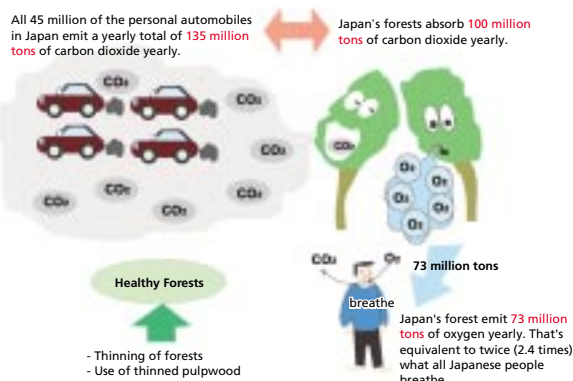 All 45 million of the personal automobiles
in Japan emit a yearly total of 135 million
tons of carbon dioxide yearly.
Japan's forests absorb 100 million
tons of carbon dioxide yearly.
CO₂
CO₂
CO₂
CO₂
CO₂
CO₂
CO₂
CO₂
O₂
O₂
O₂
O₂
O₂
CO₂
O₂
73 million tons
Healthy Forests
breathe
Japan's forest emit 73 million
tons of oxygen yearly. That's
equivalent to twice (2.4 times)
what all Japanese people
breathe
- Thinning of forests
- Use of thinned pulpwood